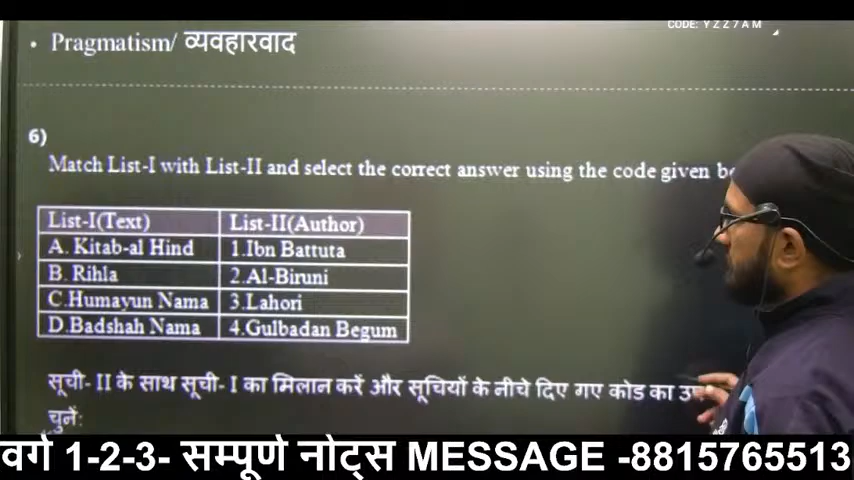 CODE: YZZ7AM
• Pragmatism/ व्यवहारवाद
6)
Match List-I with List-II and select the correct answer using the code given
List-I(Text) List-II(Author)
A. Kitab-al Hind 1.Ibn Battuta
B. Rihla 2.Al-Biruni
C.Humayun Nama 3.Lahori
D.Badshah Nama 4.Gulbadan Begum
सूची- II के साथ सूची- I का मिलान करें और सूचियों के नीचे दिए गए कोड का
चुनें:
वर्ग 1-2-3- सम्पूर्ण नोट्स MESSAGE -8815765513